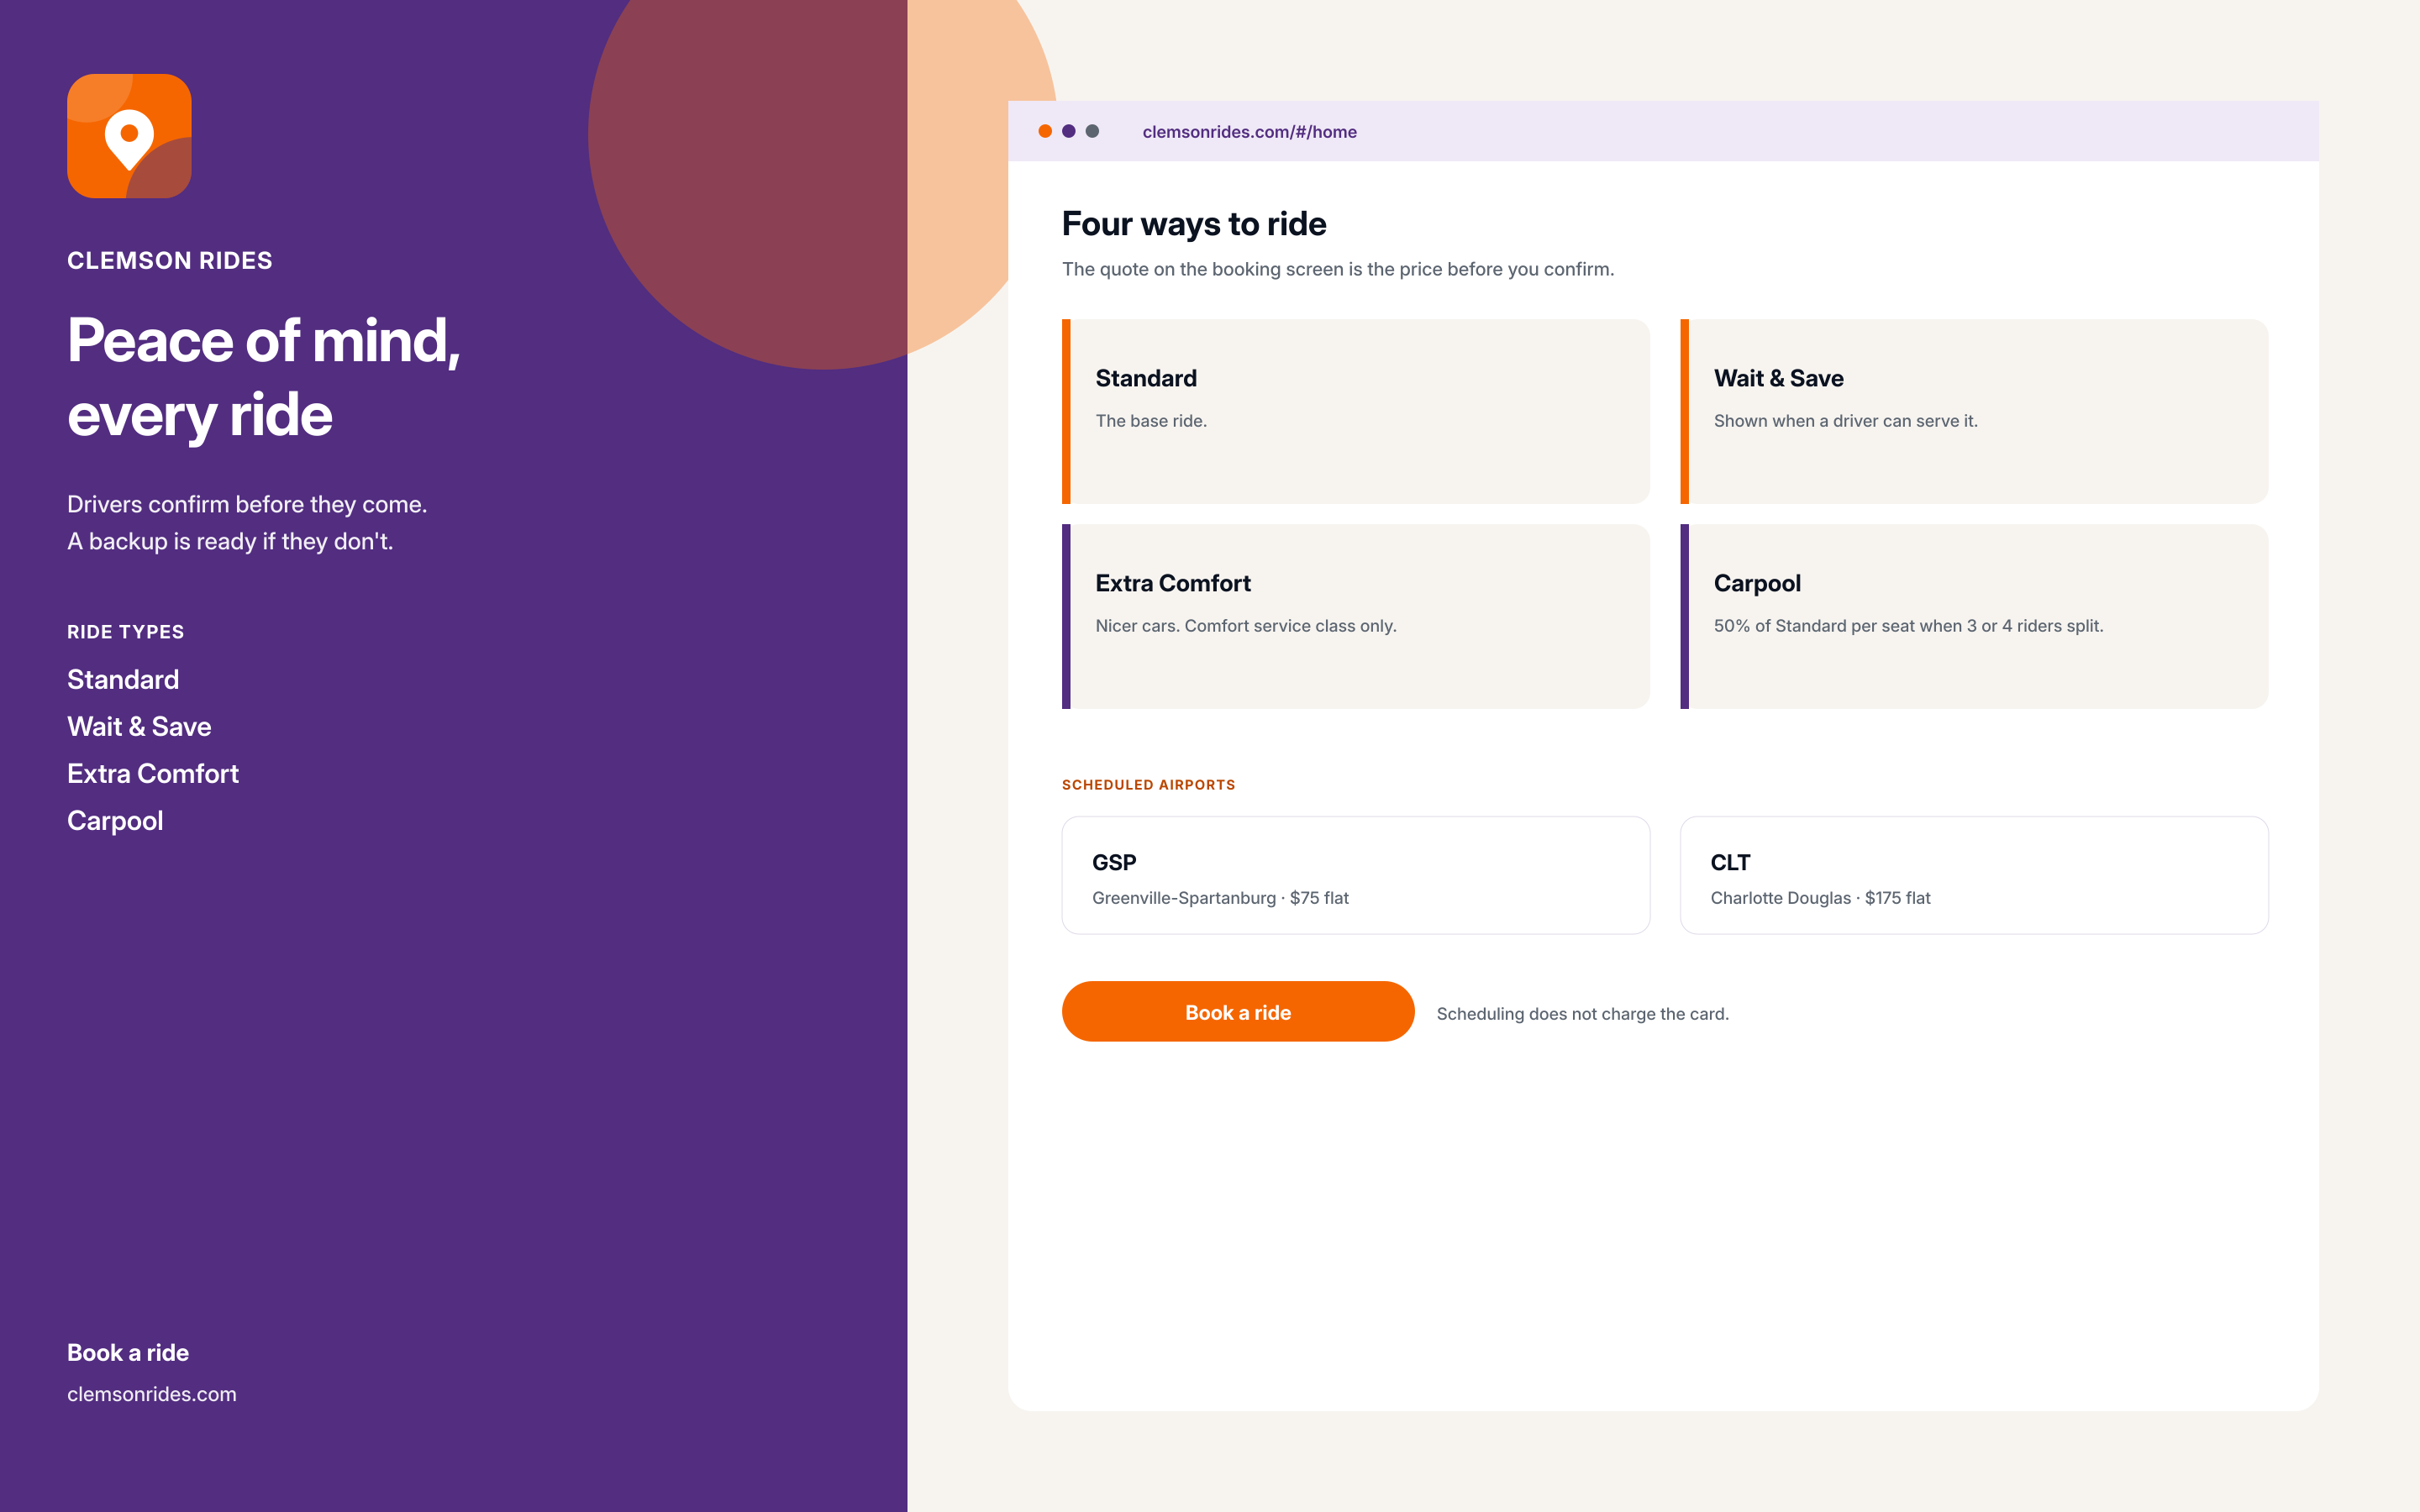 CLEMSON RIDES
Peace of mind,
every ride
Drivers confirm before they come.
A backup is ready if they don't.
RIDE TYPES
Standard
Wait & Save
Extra Comfort
Carpool
Book a ride
clemsonrides.com
clemsonrides.com/#/home
Four ways to ride
The quote on the booking screen is the price before you confirm.
Standard
The base ride.
Wait & Save
Shown when a driver can serve it.
Extra Comfort
Nicer cars. Comfort service class only.
Carpool
50% of Standard per seat when 3 or 4 riders split.
SCHEDULED AIRPORTS
GSP
Greenville-Spartanburg · $75 flat
CLT
Charlotte Douglas · $175 flat
Book a ride
Scheduling does not charge the card.